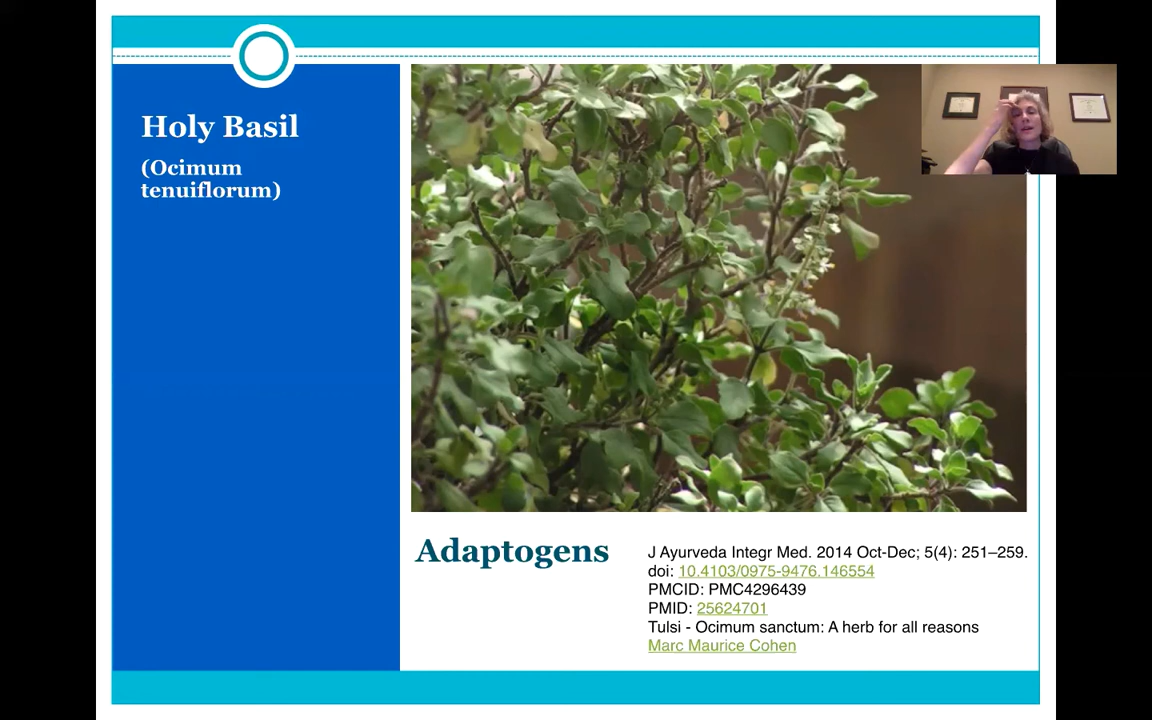 Holy Basil
(Ocimum
tenuiflorum)
Adaptogens
J Ayurveda Integr Med. 2014 Oct-Dec; 5(4): 251–259.
doi: 10.4103/0975-9476.146554
PMCID: PMC4296439
PMID: 25624701
Tulsi - Ocimum sanctum: A herb for all reasons
Marc Maurice Cohen